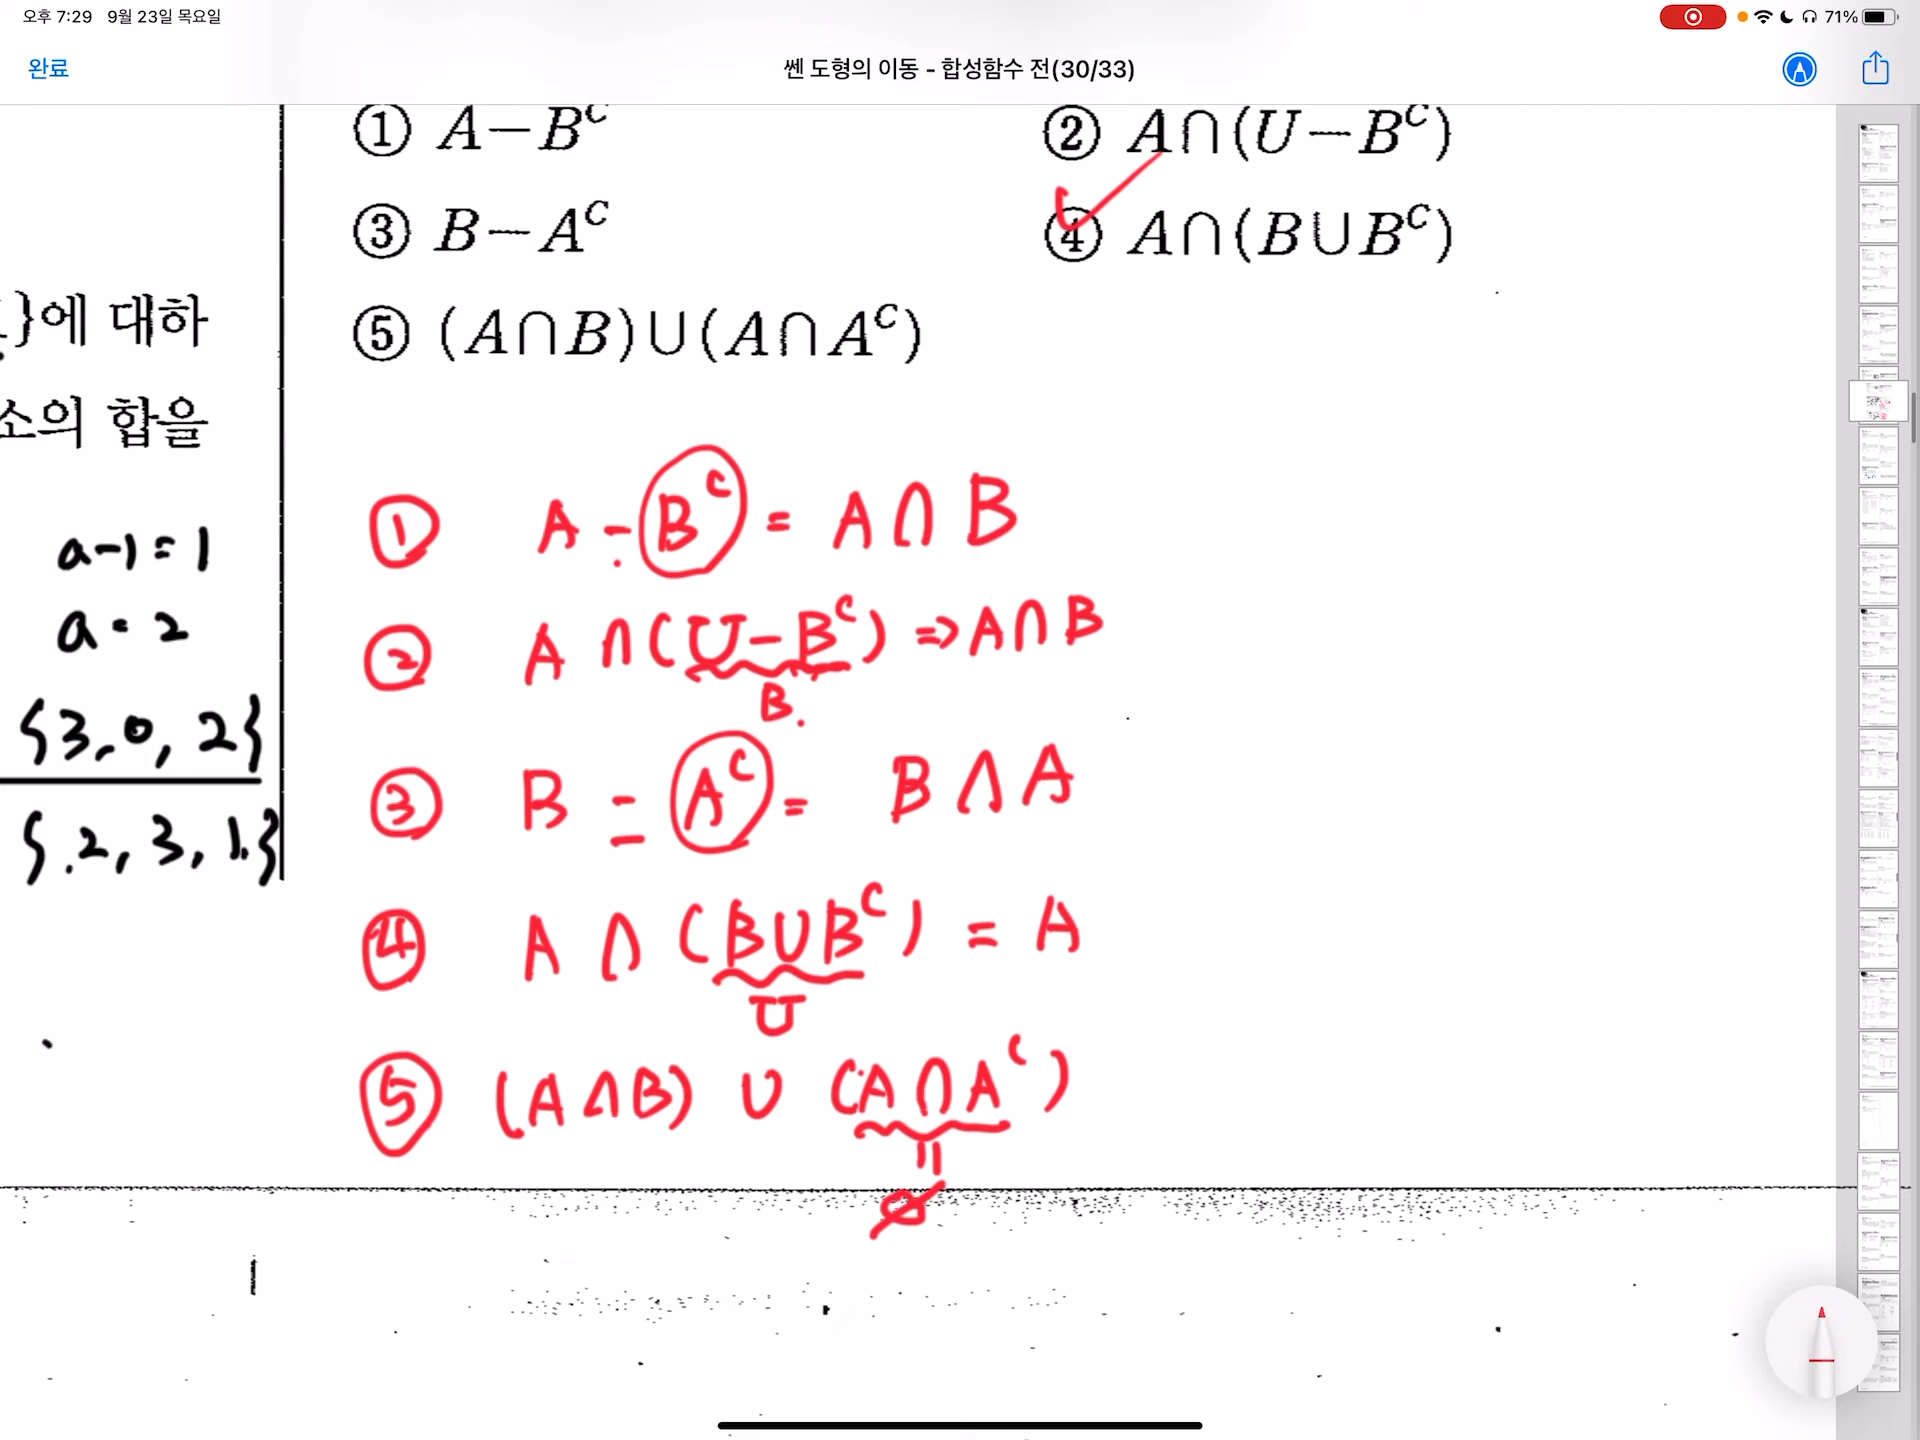 오후 7:29 9월 23일 목요일
71%
완료
쎈 도형의 이동 - 합성함수 전(30/33)
① A−B^C
② A∩(U−B^C)
③ B−A^C
④ A∩(B∪B^C)
⑤ (A∩B)∪(A∩A^C)
}에 대하
소의 합을
a-1=1
a=2
{3, 0, 2}
{.2, 3, 1.}
① A - B^C = A∩B
② A∩(U-B^C) ⇒ A∩B
B.
③ B = A^C = B∩A
④ A∩(B∪B^C) = A
U
⑤ (A∩B) ∪ (A∩A^C)
=
∅